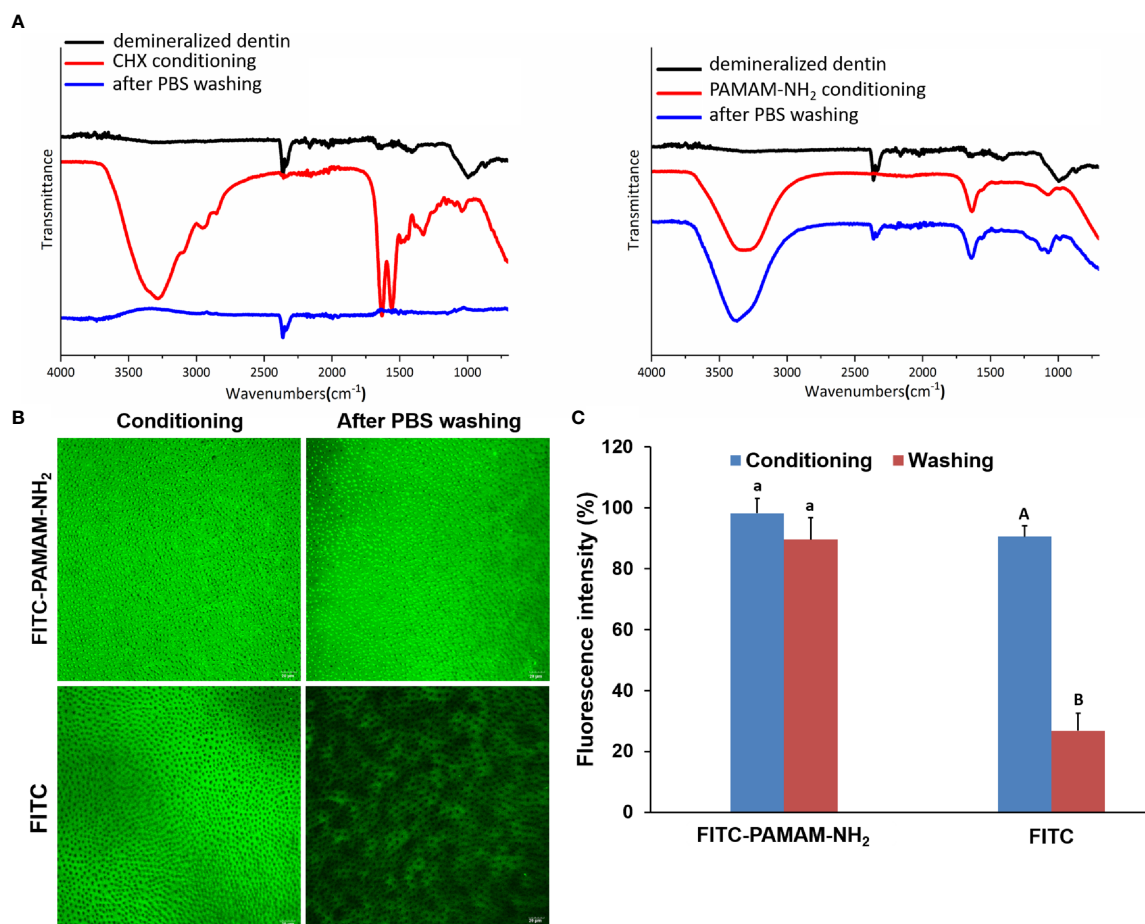 A
demineralized dentin
CHX conditioning
after PBS washing
Transmittance
4000 3500 3000 2500 2000 1500 1000
Wavenumbers(cm⁻¹)
demineralized dentin
PAMAM-NH₂ conditioning
after PBS washing
Transmittance
4000 3500 3000 2500 2000 1500 1000
Wavenumbers(cm⁻¹)
B
Conditioning
After PBS washing
FITC-PAMAM-NH₂
FITC
C
Fluorescence intensity (%)
120
100
80
60
40
20
0
Conditioning Washing
a
a
A
B
FITC-PAMAM-NH₂
FITC